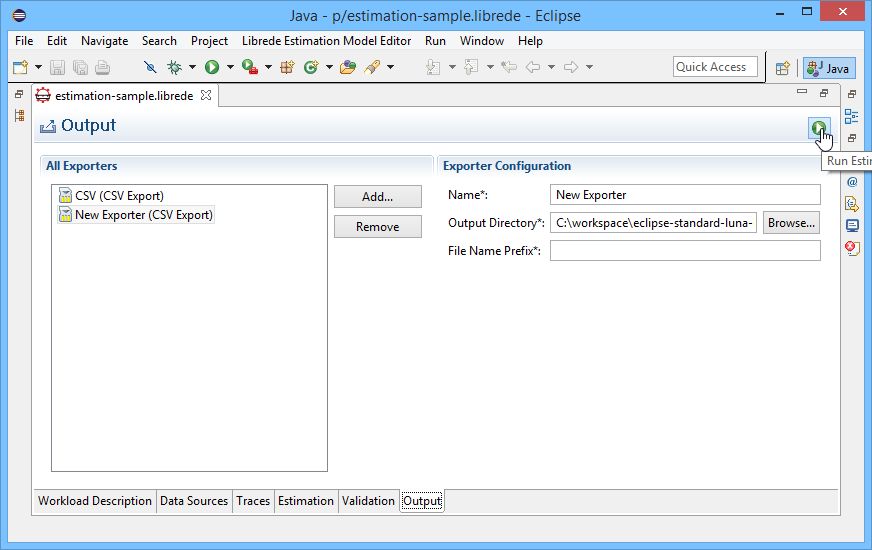 Java - p/estimation-sample.librede - Eclipse
File Edit Navigate Search Project Librede Estimation Model Editor Run Window Help
Quick Access
Java
estimation-sample.librede
Output
Run Esti
All Exporters
Exporter Configuration
CSV (CSV Export)
New Exporter (CSV Export)
Add...
Remove
Name*: New Exporter
Output Directory*: C:\workspace\eclipse-standard-luna- Browse...
File Name Prefix*:
Workload Description Data Sources Traces Estimation Validation Output